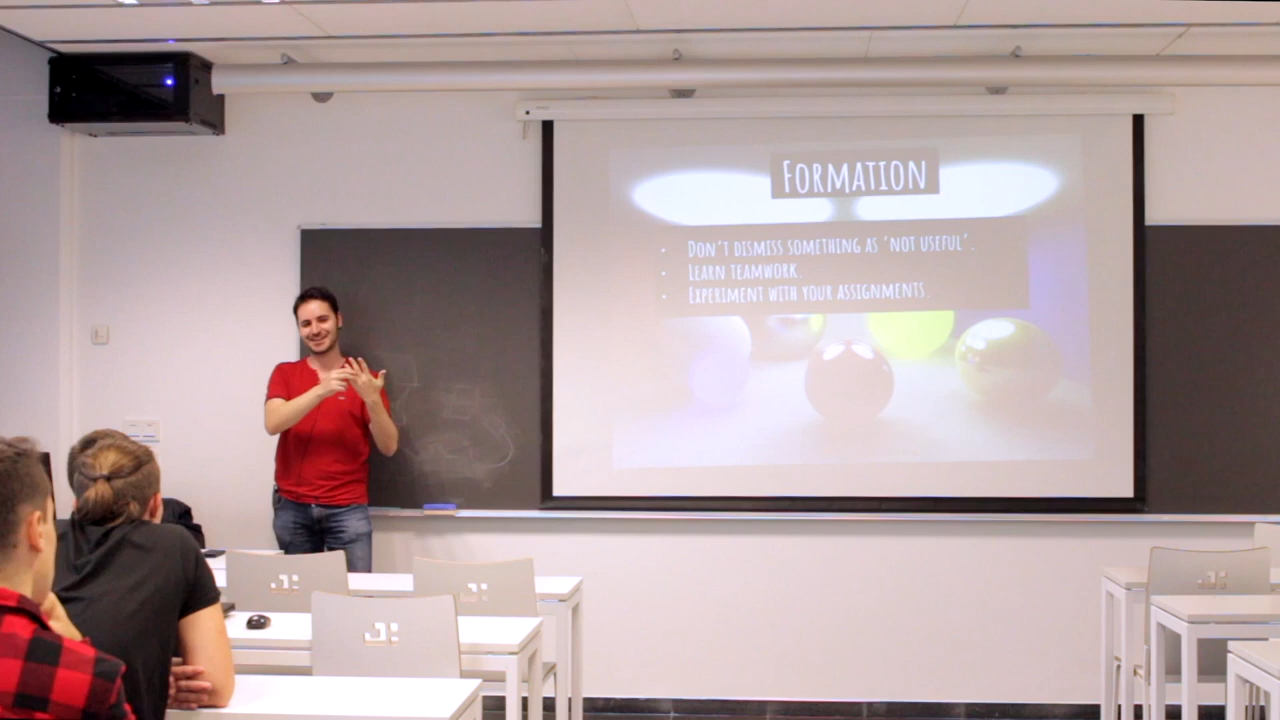 Formation
• Don't dismiss something as 'not useful'.
• Learn teamwork.
• Experiment with your assignments.